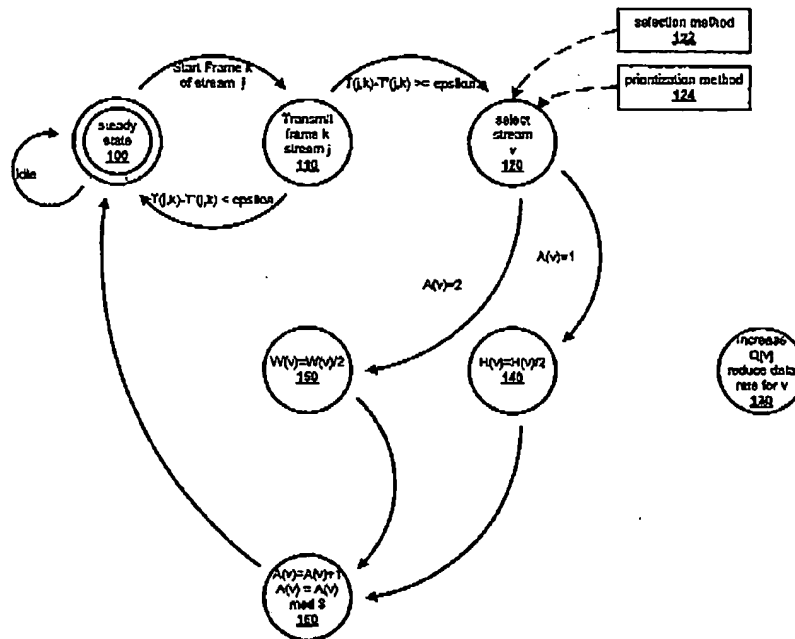 selection method
122
prioritization method
124
Start Frame k
of stream j
T(j,k)-T'(j,k) >= epsilon
steady
state
100
Transmit
frame k
stream j
110
select
stream
v
120
Idle
T(j,k)-T'(j,k) < epsilon
A(v)=2
A(v)=1
W(v)=W(v)/2
150
H(v)=H(v)/2
140
Increase
Q[v]
reduce data
rate for v
130
A(v)=A(v)+1
A(v) = A(v)
mod 3
160